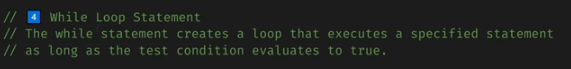 // 4️⃣ While Loop Statement
// The while statement creates a loop that executes a specified statement
// as long as the test condition evaluates to true.